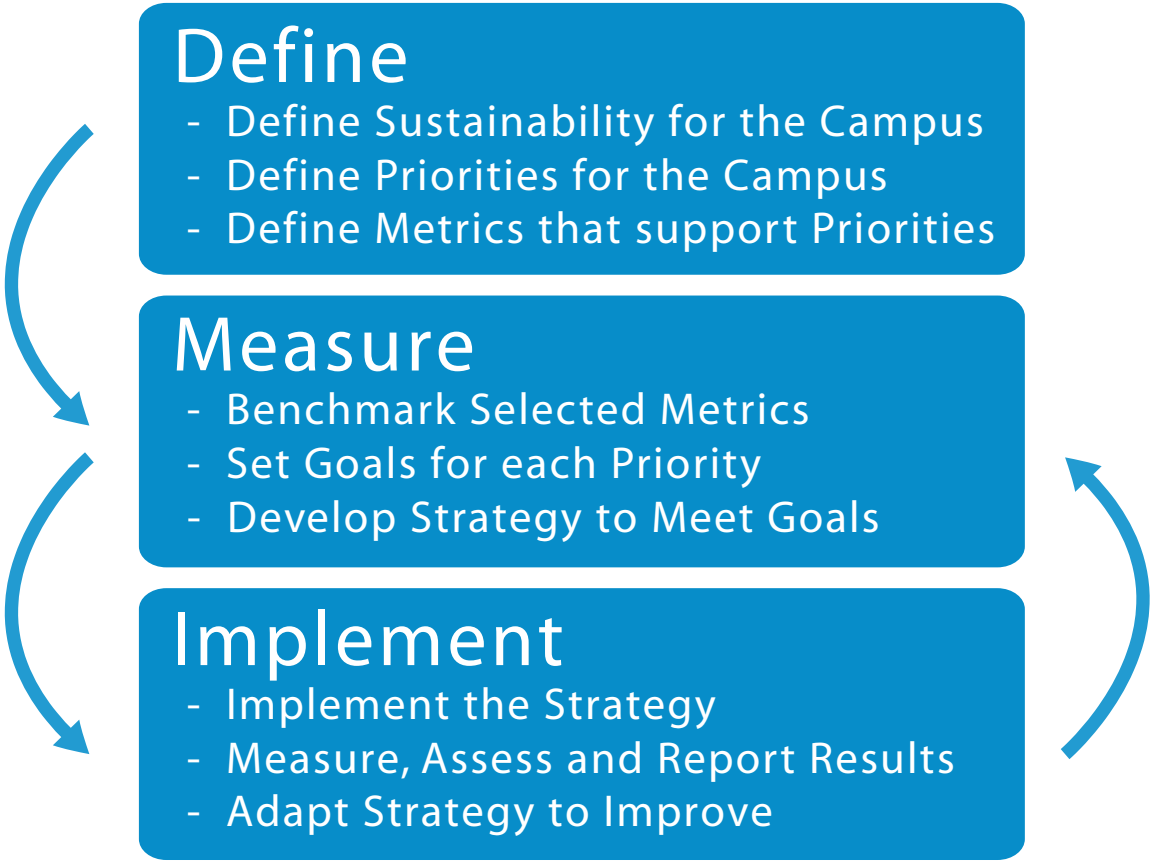 Define
- Define Sustainability for the Campus
- Define Priorities for the Campus
- Define Metrics that support Priorities
Measure
- Benchmark Selected Metrics
- Set Goals for each Priority
- Develop Strategy to Meet Goals
Implement
- Implement the Strategy
- Measure, Assess and Report Results
- Adapt Strategy to Improve